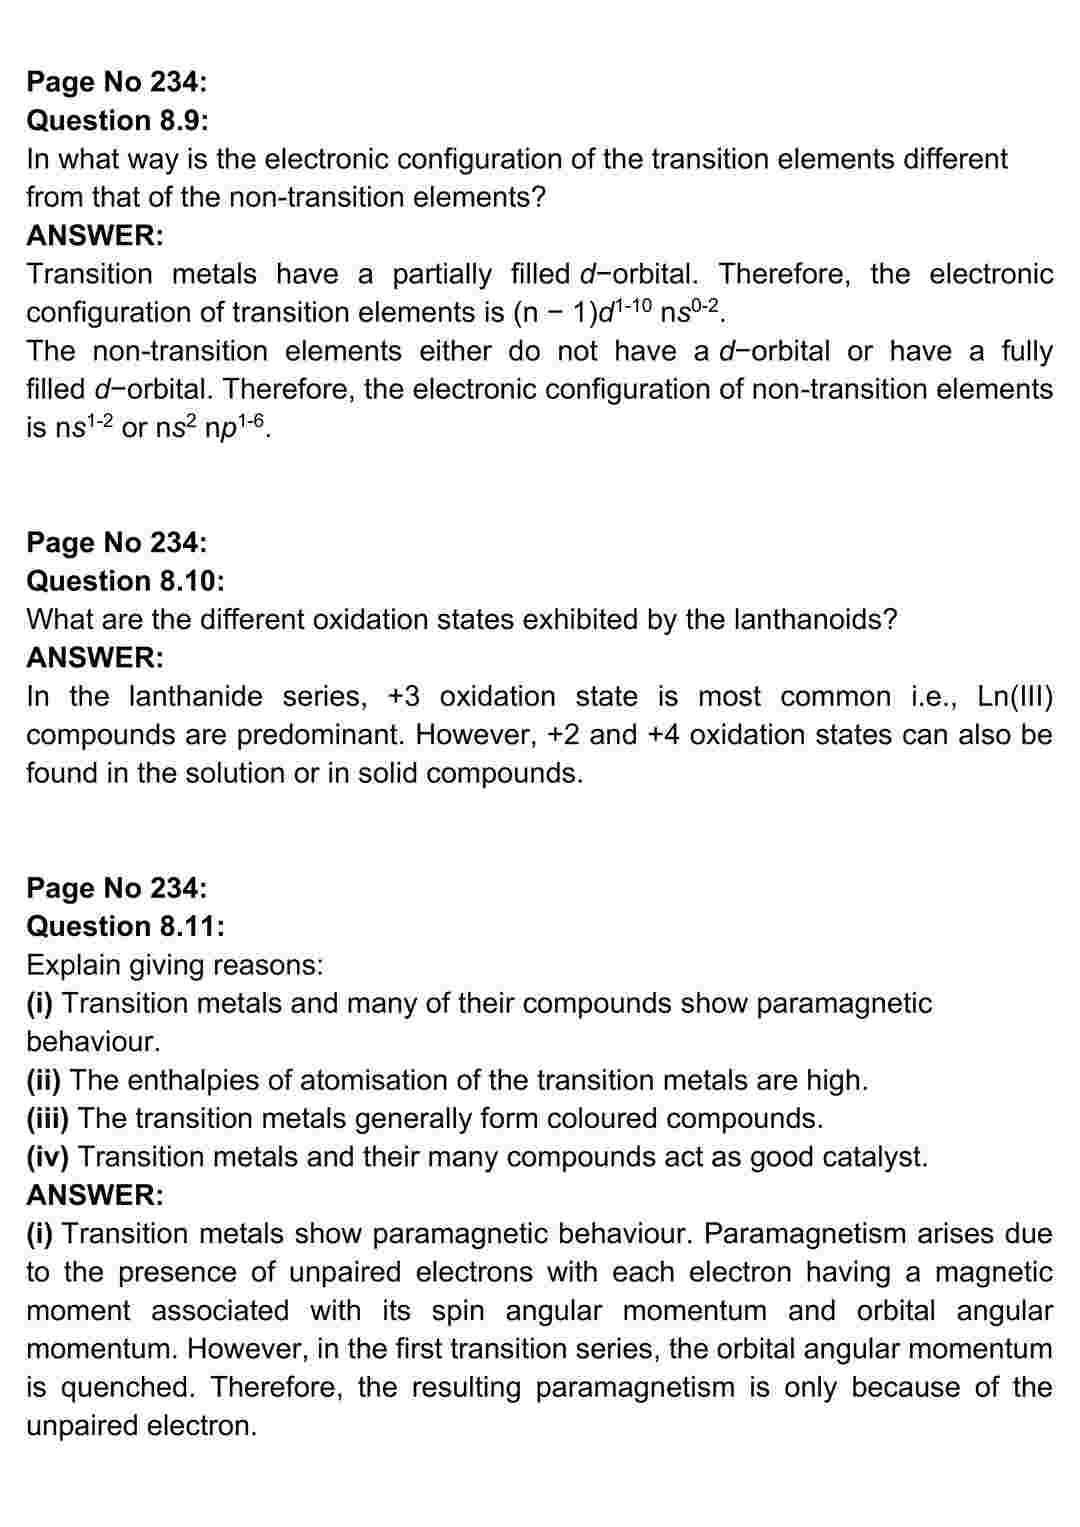 Page No 234:
Question 8.9:
In what way is the electronic configuration of the transition elements different
from that of the non-transition elements?
ANSWER:
Transition metals have a partially filled d−orbital. Therefore, the electronic
configuration of transition elements is (n − 1)d¹⁻¹⁰ ns⁰⁻².
The non-transition elements either do not have a d−orbital or have a fully
filled d−orbital. Therefore, the electronic configuration of non-transition elements
is ns¹⁻² or ns² np¹⁻⁶.
Page No 234:
Question 8.10:
What are the different oxidation states exhibited by the lanthanoids?
ANSWER:
In the lanthanide series, +3 oxidation state is most common i.e., Ln(III)
compounds are predominant. However, +2 and +4 oxidation states can also be
found in the solution or in solid compounds.
Page No 234:
Question 8.11:
Explain giving reasons:
(i) Transition metals and many of their compounds show paramagnetic
behaviour.
(ii) The enthalpies of atomisation of the transition metals are high.
(iii) The transition metals generally form coloured compounds.
(iv) Transition metals and their many compounds act as good catalyst.
ANSWER:
(i) Transition metals show paramagnetic behaviour. Paramagnetism arises due
to the presence of unpaired electrons with each electron having a magnetic
moment associated with its spin angular momentum and orbital angular
momentum. However, in the first transition series, the orbital angular momentum
is quenched. Therefore, the resulting paramagnetism is only because of the
unpaired electron.